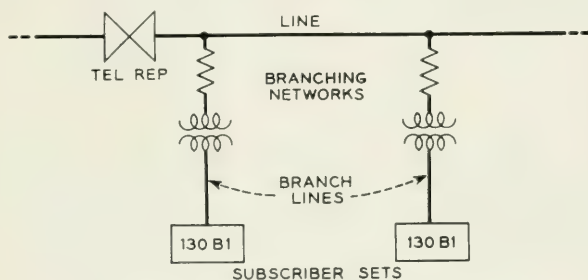 LINE
TEL REP
BRANCHING
NETWORKS
BRANCH
LINES
130 B1
130 B1
SUBSCRIBER SETS